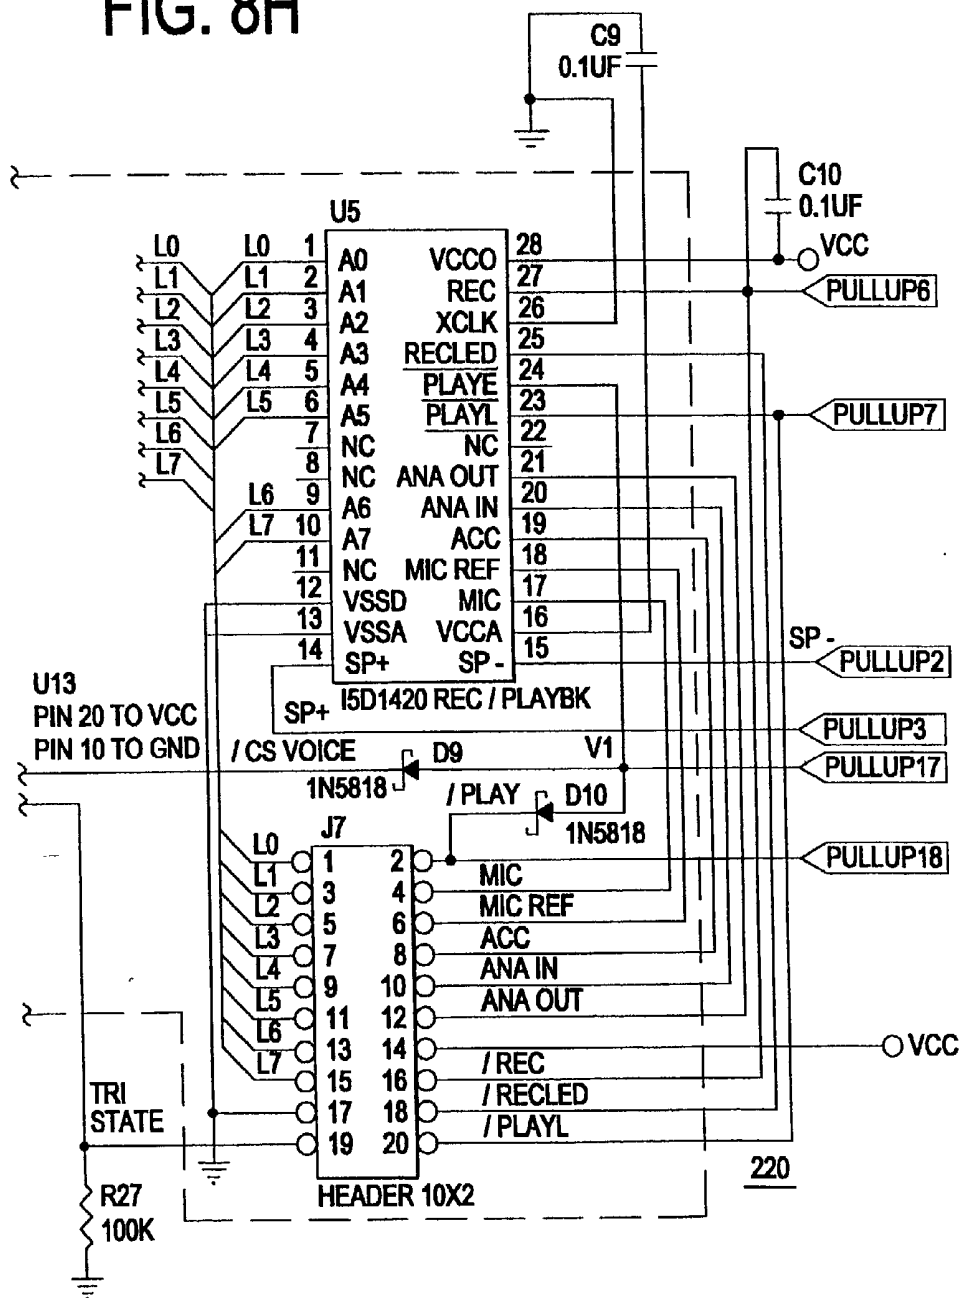 FIG. 8H
C9
0.1UF
C10
0.1UF
VCC
U5
L0 L0 1 A0 VCCO 28
L1 L1 2 A1 REC 27 PULLUP6
L2 L2 3 A2 XCLK 26
L3 L3 4 A3 RECLED 25
L4 L4 5 A4 PLAYE 24
L5 L5 6 A5 PLAYL 23 PULLUP7
L6 7 NC NC 22
L7 8 NC ANA OUT 21
L6 9 A6 ANA IN 20
L7 10 A7 ACC 19
11 NC MIC REF 18
12 VSSD MIC 17
13 VSSA VCCA 16
14 SP+ SP - 15 SP - PULLUP2
I5D1420 REC / PLAYBK
SP+ PULLUP3
U13
PIN 20 TO VCC
PIN 10 TO GND
/ CS VOICE D9 V1 PULLUP17
1N5818
/ PLAY D10
1N5818
J7
L0 1 2 PULLUP18
L1 3 4 MIC
L2 5 6 MIC REF
L3 7 8 ACC
L4 9 10 ANA IN
L5 11 12 ANA OUT
L6 13 14 VCC
L7 15 16 / REC
17 18 / RECLED
19 20 / PLAYL
TRI
STATE
HEADER 10X2
220
R27
100K